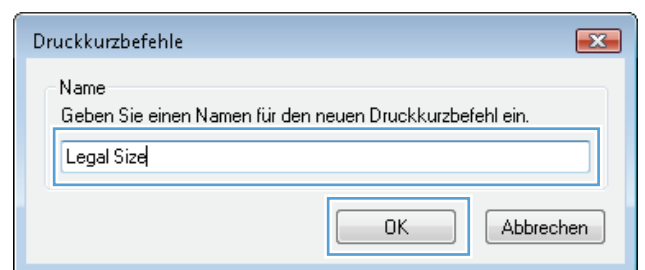 Druckkurzbefehle
Name
Geben Sie einen Namen für den neuen Druckkurzbefehl ein.
Legal Size
OK
Abbrechen